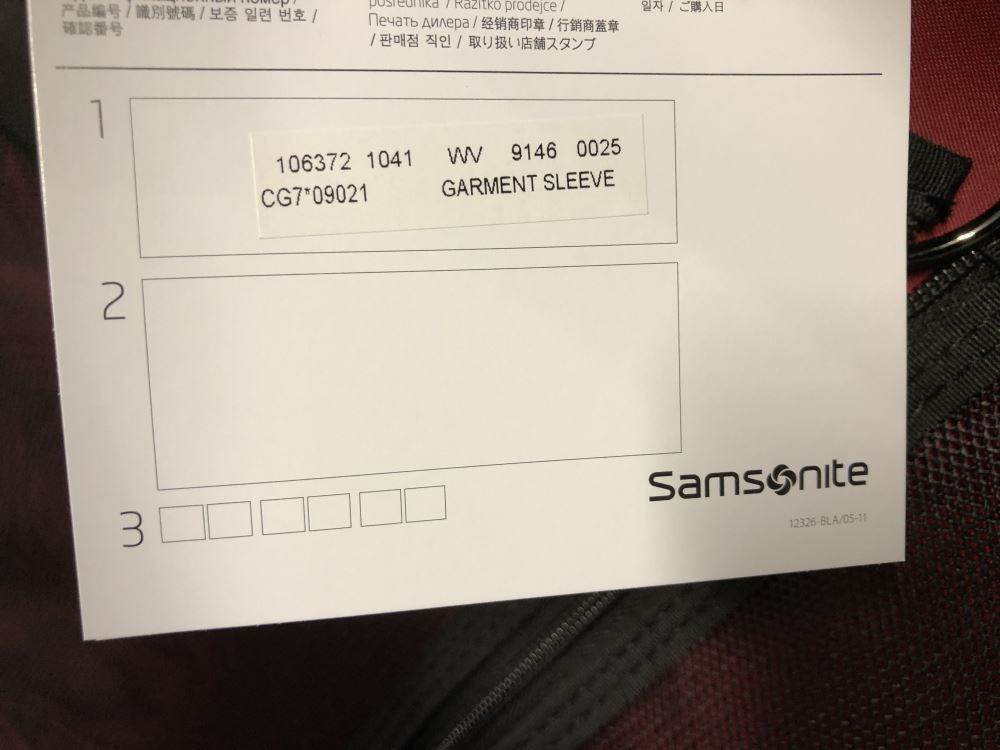 产品编号 / 識別號碼 / 보증 일련 번호 /
確認番号
posrednika / Razítko prodejce /
Печать дилера / 经销商印章 / 行銷商蓋章
/ 판매점 직인 / 取り扱い店舗スタンプ
일자 / ご購入日
1
106372 1041 WV 9146 0025
CG7*09021 GARMENT SLEEVE
2
3
Samsonite
12326-BLA/05-11